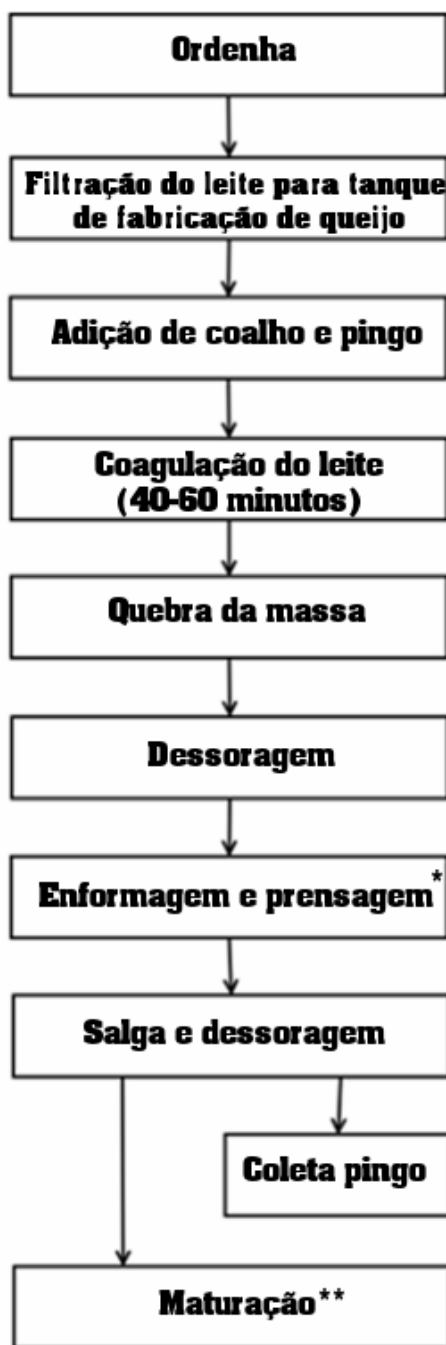 Ordenha
Filtração do leite para tanque
de fabricação de queijo
Adição de coalho e pingo
Coagulação do leite
(40-60 minutos)
Quebra da massa
Dessoragem
Enformagem e prensagem*
Salga e dessoragem
Coleta pingo
Maturação**